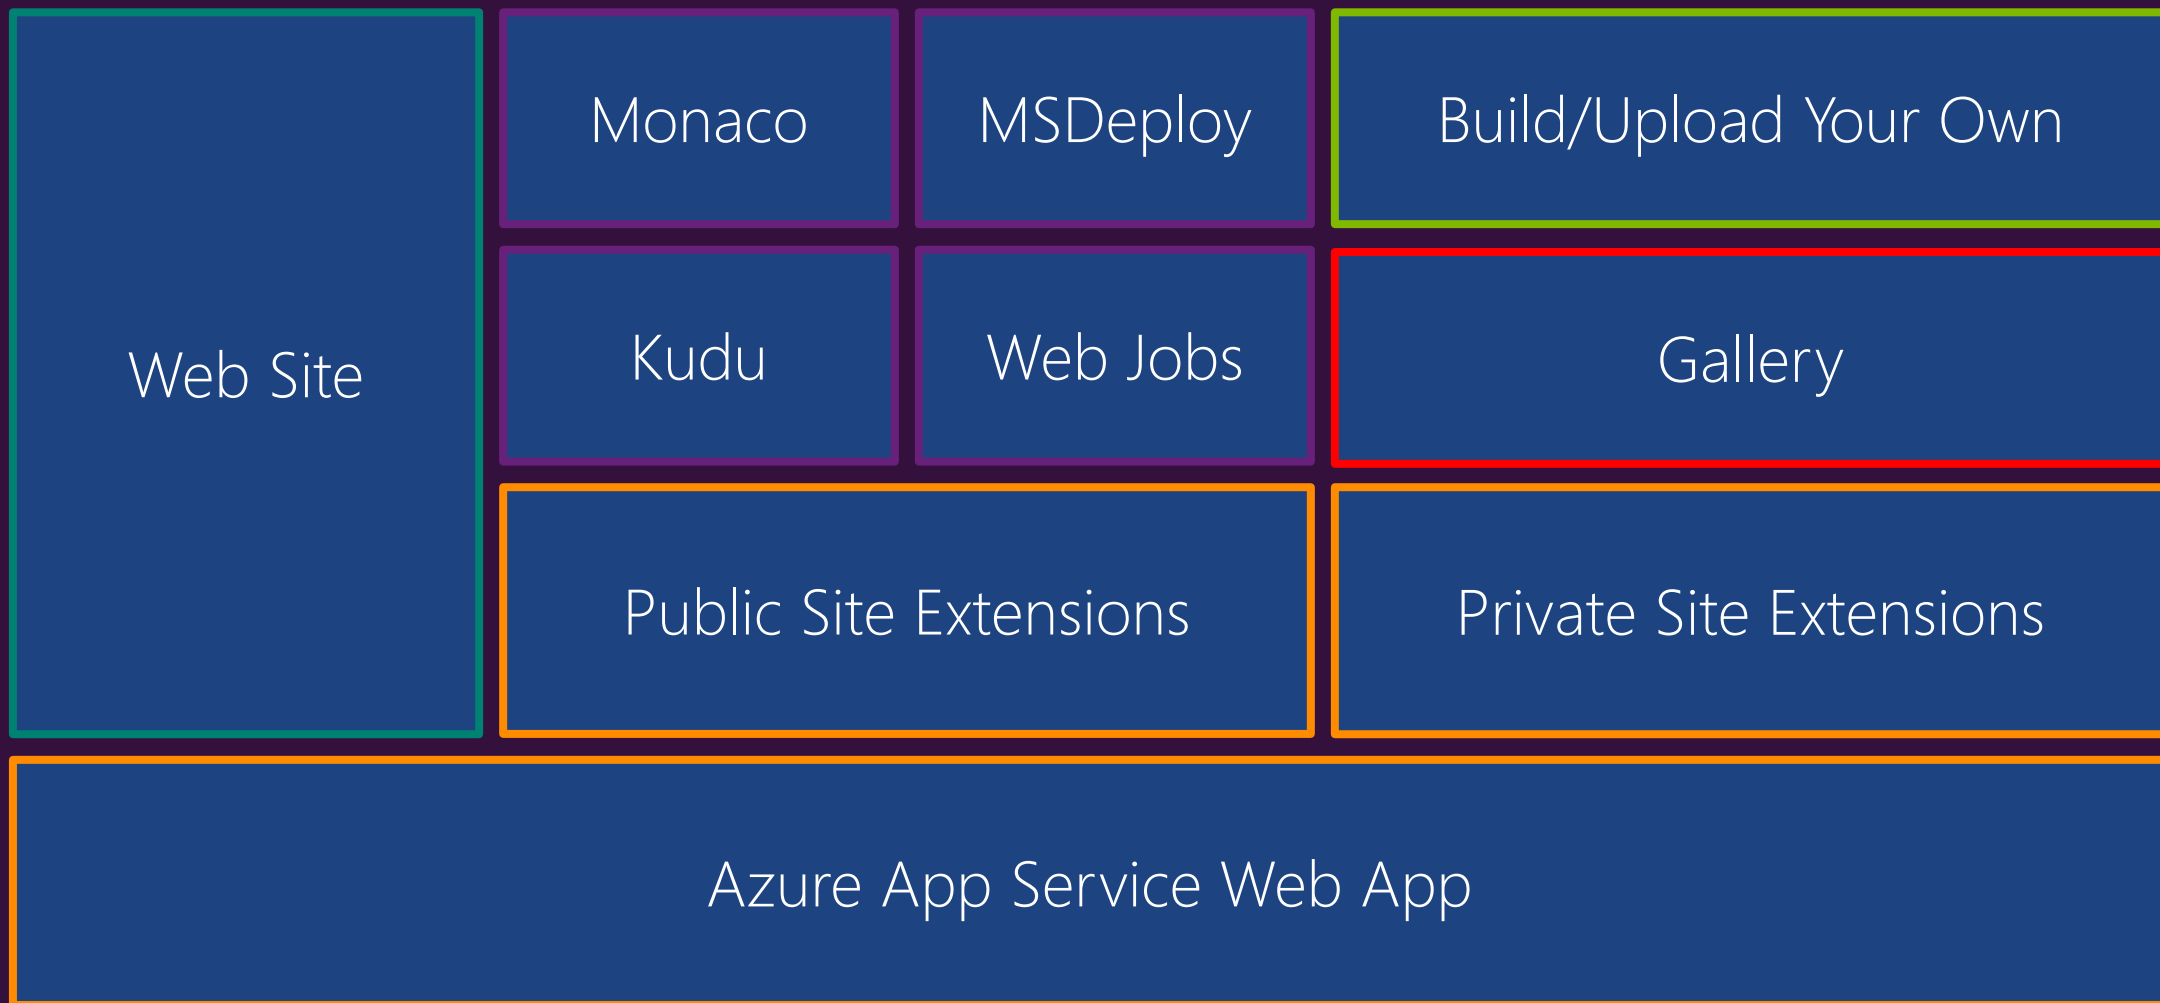 Monaco
MSDeploy
Build/Upload Your Own
Web Site
Kudu
Web Jobs
Gallery
Public Site Extensions
Private Site Extensions
Azure App Service Web App